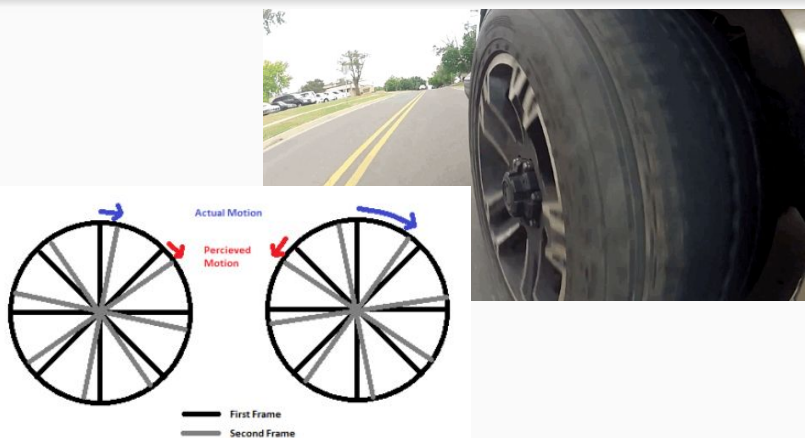 Actual Motion
Percieved
Motion
First Frame
Second Frame